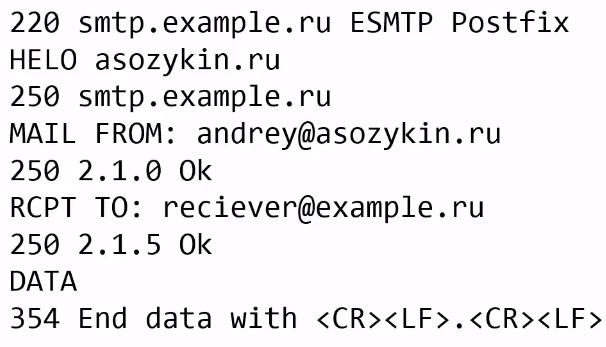 220 smtp.example.ru ESMTP Postfix
HELO asozykin.ru
250 smtp.example.ru
MAIL FROM: andrey@asozykin.ru
250 2.1.0 Ok
RCPT TO: reciever@example.ru
250 2.1.5 Ok
DATA
354 End data with <CR><LF>.<CR><LF>